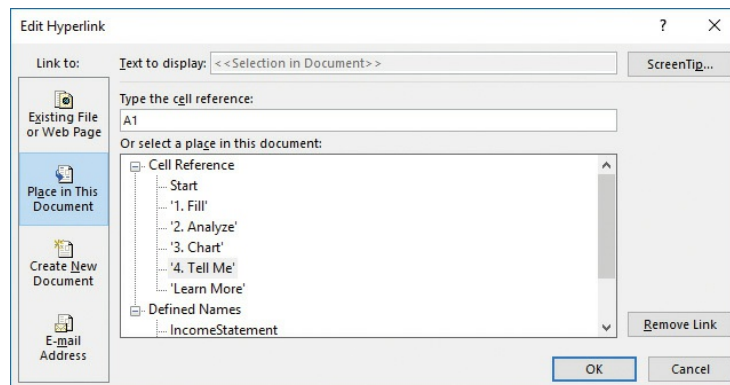 Edit Hyperlink
?
Link to:
Text to display:
<<Selection in Document>>
ScreenTip...
Existing File
or Web Page
Type the cell reference:
A1
Or select a place in this document:
Place in This
Document
Cell Reference
Start
'1. Fill'
'2. Analyze'
'3. Chart'
'4. Tell Me'
'Learn More'
Defined Names
IncomeStatement
Create New
Document
E-mail
Address
Remove Link
OK
Cancel